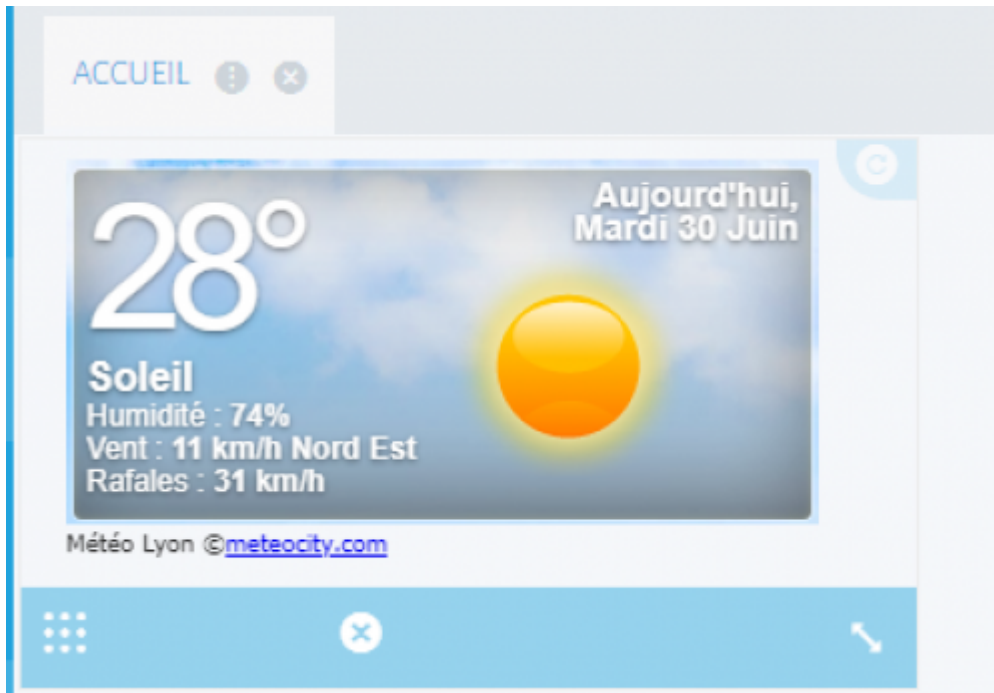 ACCUEIL
28°
Aujourd'hui,
Mardi 30 Juin
Soleil
Humidité : 74%
Vent : 11 km/h Nord Est
Rafales : 31 km/h
Météo Lyon ©meteocity.com